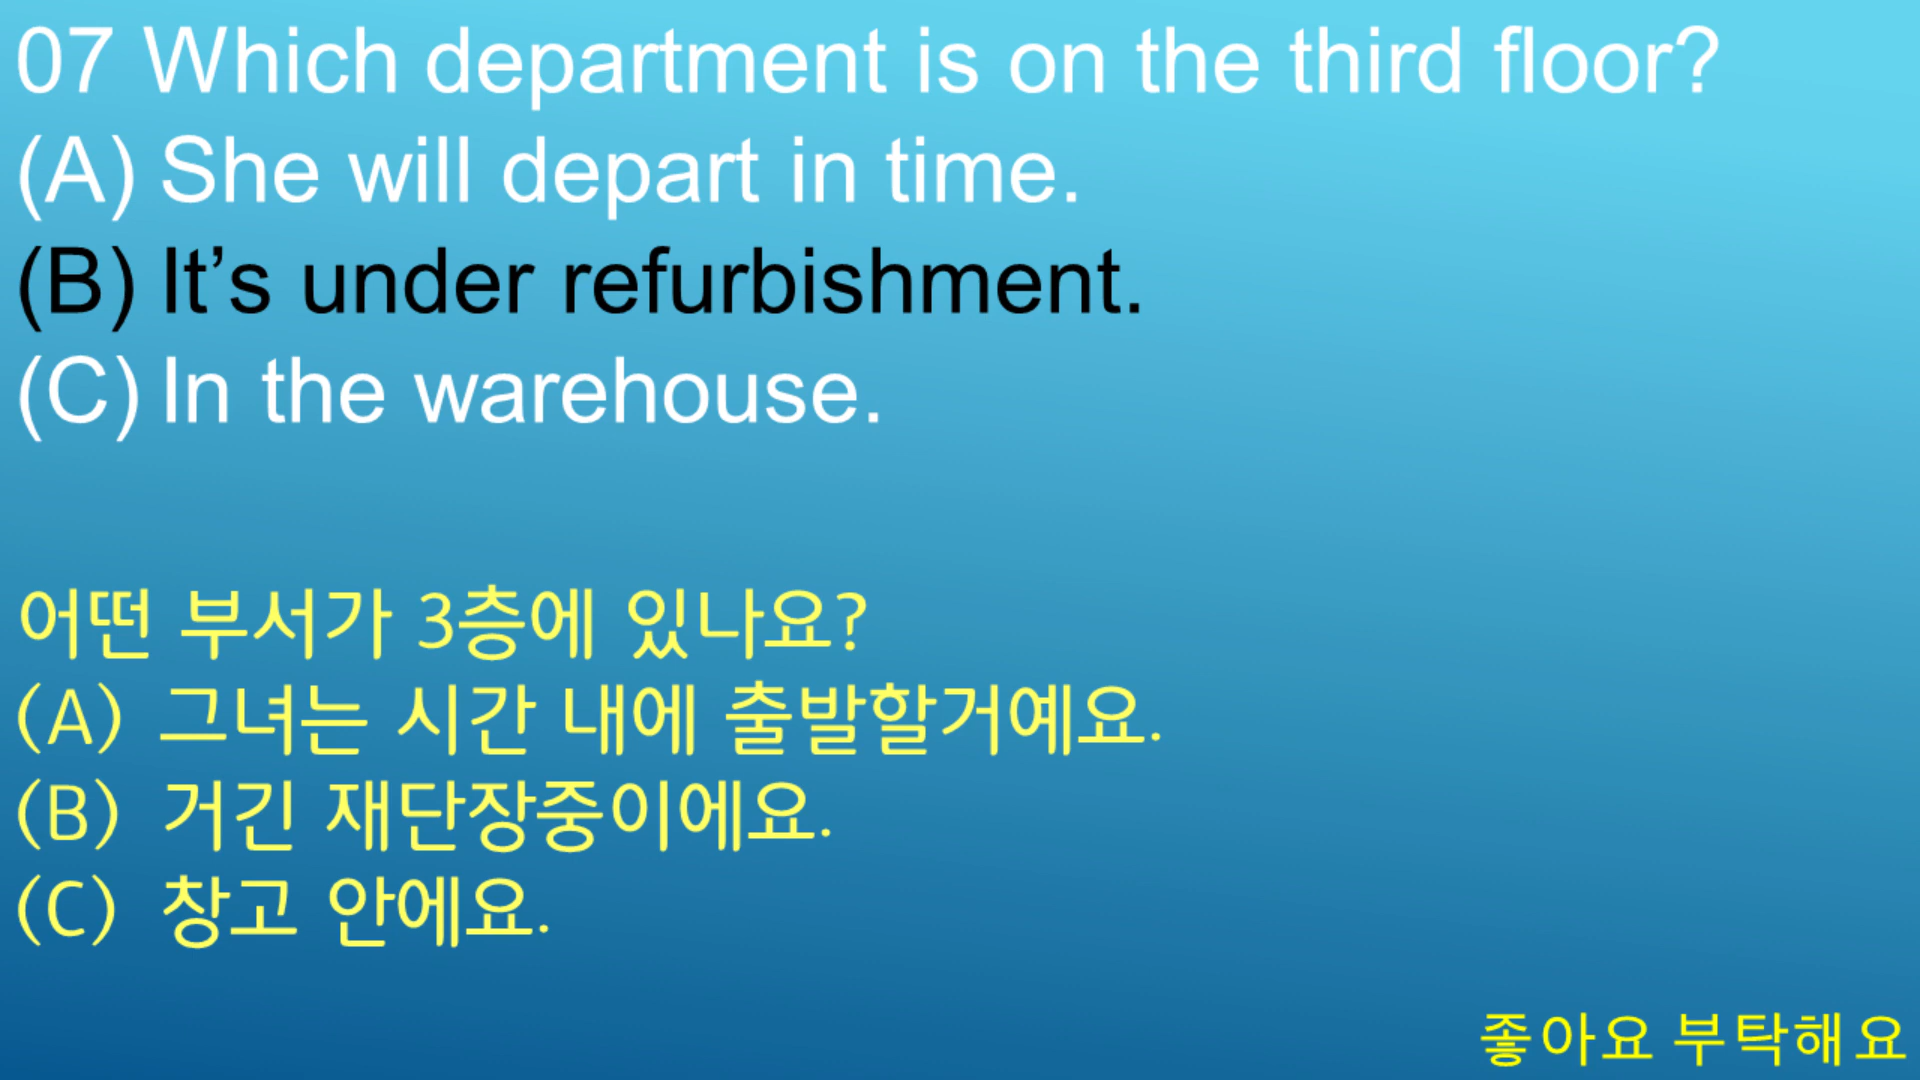 07 Which department is on the third floor?
(A) She will depart in time.
(B) It’s under refurbishment.
(C) In the warehouse.
어떤 부서가 3층에 있나요?
(A) 그녀는 시간 내에 출발할거예요.
(B) 거긴 재단장중이에요.
(C) 창고 안에요.
좋아요 부탁해요